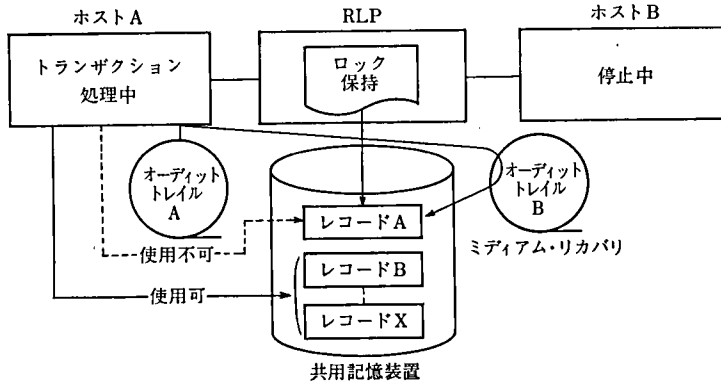 ホストA
RLP
ホストB
トランザクション
処理中
ロック
保持
停止中
オーディット
トレイル
A
オーディット
トレイル
B
レコードA
使用不可
ミディアム・リカバリ
レコードB
使用可
レコードX
共用記憶装置